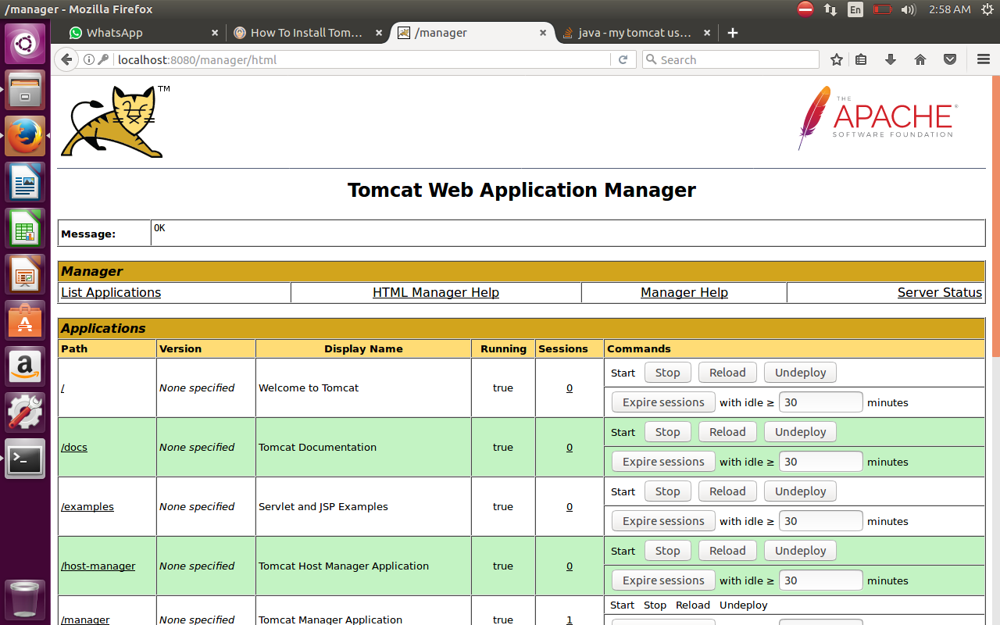 /manager - Mozilla Firefox
En
2:58 AM
WhatsApp
How To Install Tom...
/manager
java - my tomcat us...
localhost:8080/manager/html
Search
TM
THE
APACHE®
SOFTWARE FOUNDATION
Tomcat Web Application Manager
Message: OK
Manager
List Applications HTML Manager Help Manager Help Server Status
Applications
Path Version Display Name Running Sessions Commands
/ None specified Welcome to Tomcat true 0 Start Stop Reload Undeploy
Expire sessions with idle ≥ 30 minutes
/docs None specified Tomcat Documentation true 0 Start Stop Reload Undeploy
Expire sessions with idle ≥ 30 minutes
/examples None specified Servlet and JSP Examples true 0 Start Stop Reload Undeploy
Expire sessions with idle ≥ 30 minutes
/host-manager None specified Tomcat Host Manager Application true 0 Start Stop Reload Undeploy
Expire sessions with idle ≥ 30 minutes
/manager None specified Tomcat Manager Application true 1 Start Stop Reload Undeploy